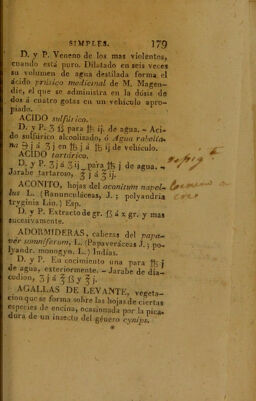 SIMPLES. 179
D. y P. Veneno de los mas violentos,
cuando está puro. Dilatado en seis veces
su volumen de agua destilada forma el
ácido prúsico medicinal de M. Magen-
die, el que se administra en la dósis de
dos á cuatro gotas en un vehículo apro-
piado.
ACIDO sulfúrico.
D. y P. ʒ ß para ℔ ij. de agua. - Aci-
do sulfúrico alcoolizado, ó Agua rabelia-
na j á ʒ j en ℔ j á ℔ ij de vehículo.
ACIDO tartárico.
D. y P. ʒ j á ʒ ij para ℔ j de agua. -
Jarabe tartaroso, ℥ j á ℥ ij.
ACONITO, hojas del aconitum napel-
lus L. (Rannunculáceas, J. ; polyandria
tryginia Lin.) Esp.
D. y P. Extracto de gr. ß á x gr. y mas
sucesivamente.
ADORMIDERAS, cabezas del papa-
ver somniferum, L. (Papaveráceas J. ; po-
lyandr. monogyn. L.) Indias.
D. y P. En cocimiento una para ℔ j
de agua, exteriormente. - Jarabe de dia-
codion, ʒ j á ℥ ß y ℥ j.
AGALLAS DE LEVANTE, vegeta-
cion que se forma sobre las hojas de ciertas
especies de encina, ocasionada por la pica-
dura de un insecto del género cynips.
*